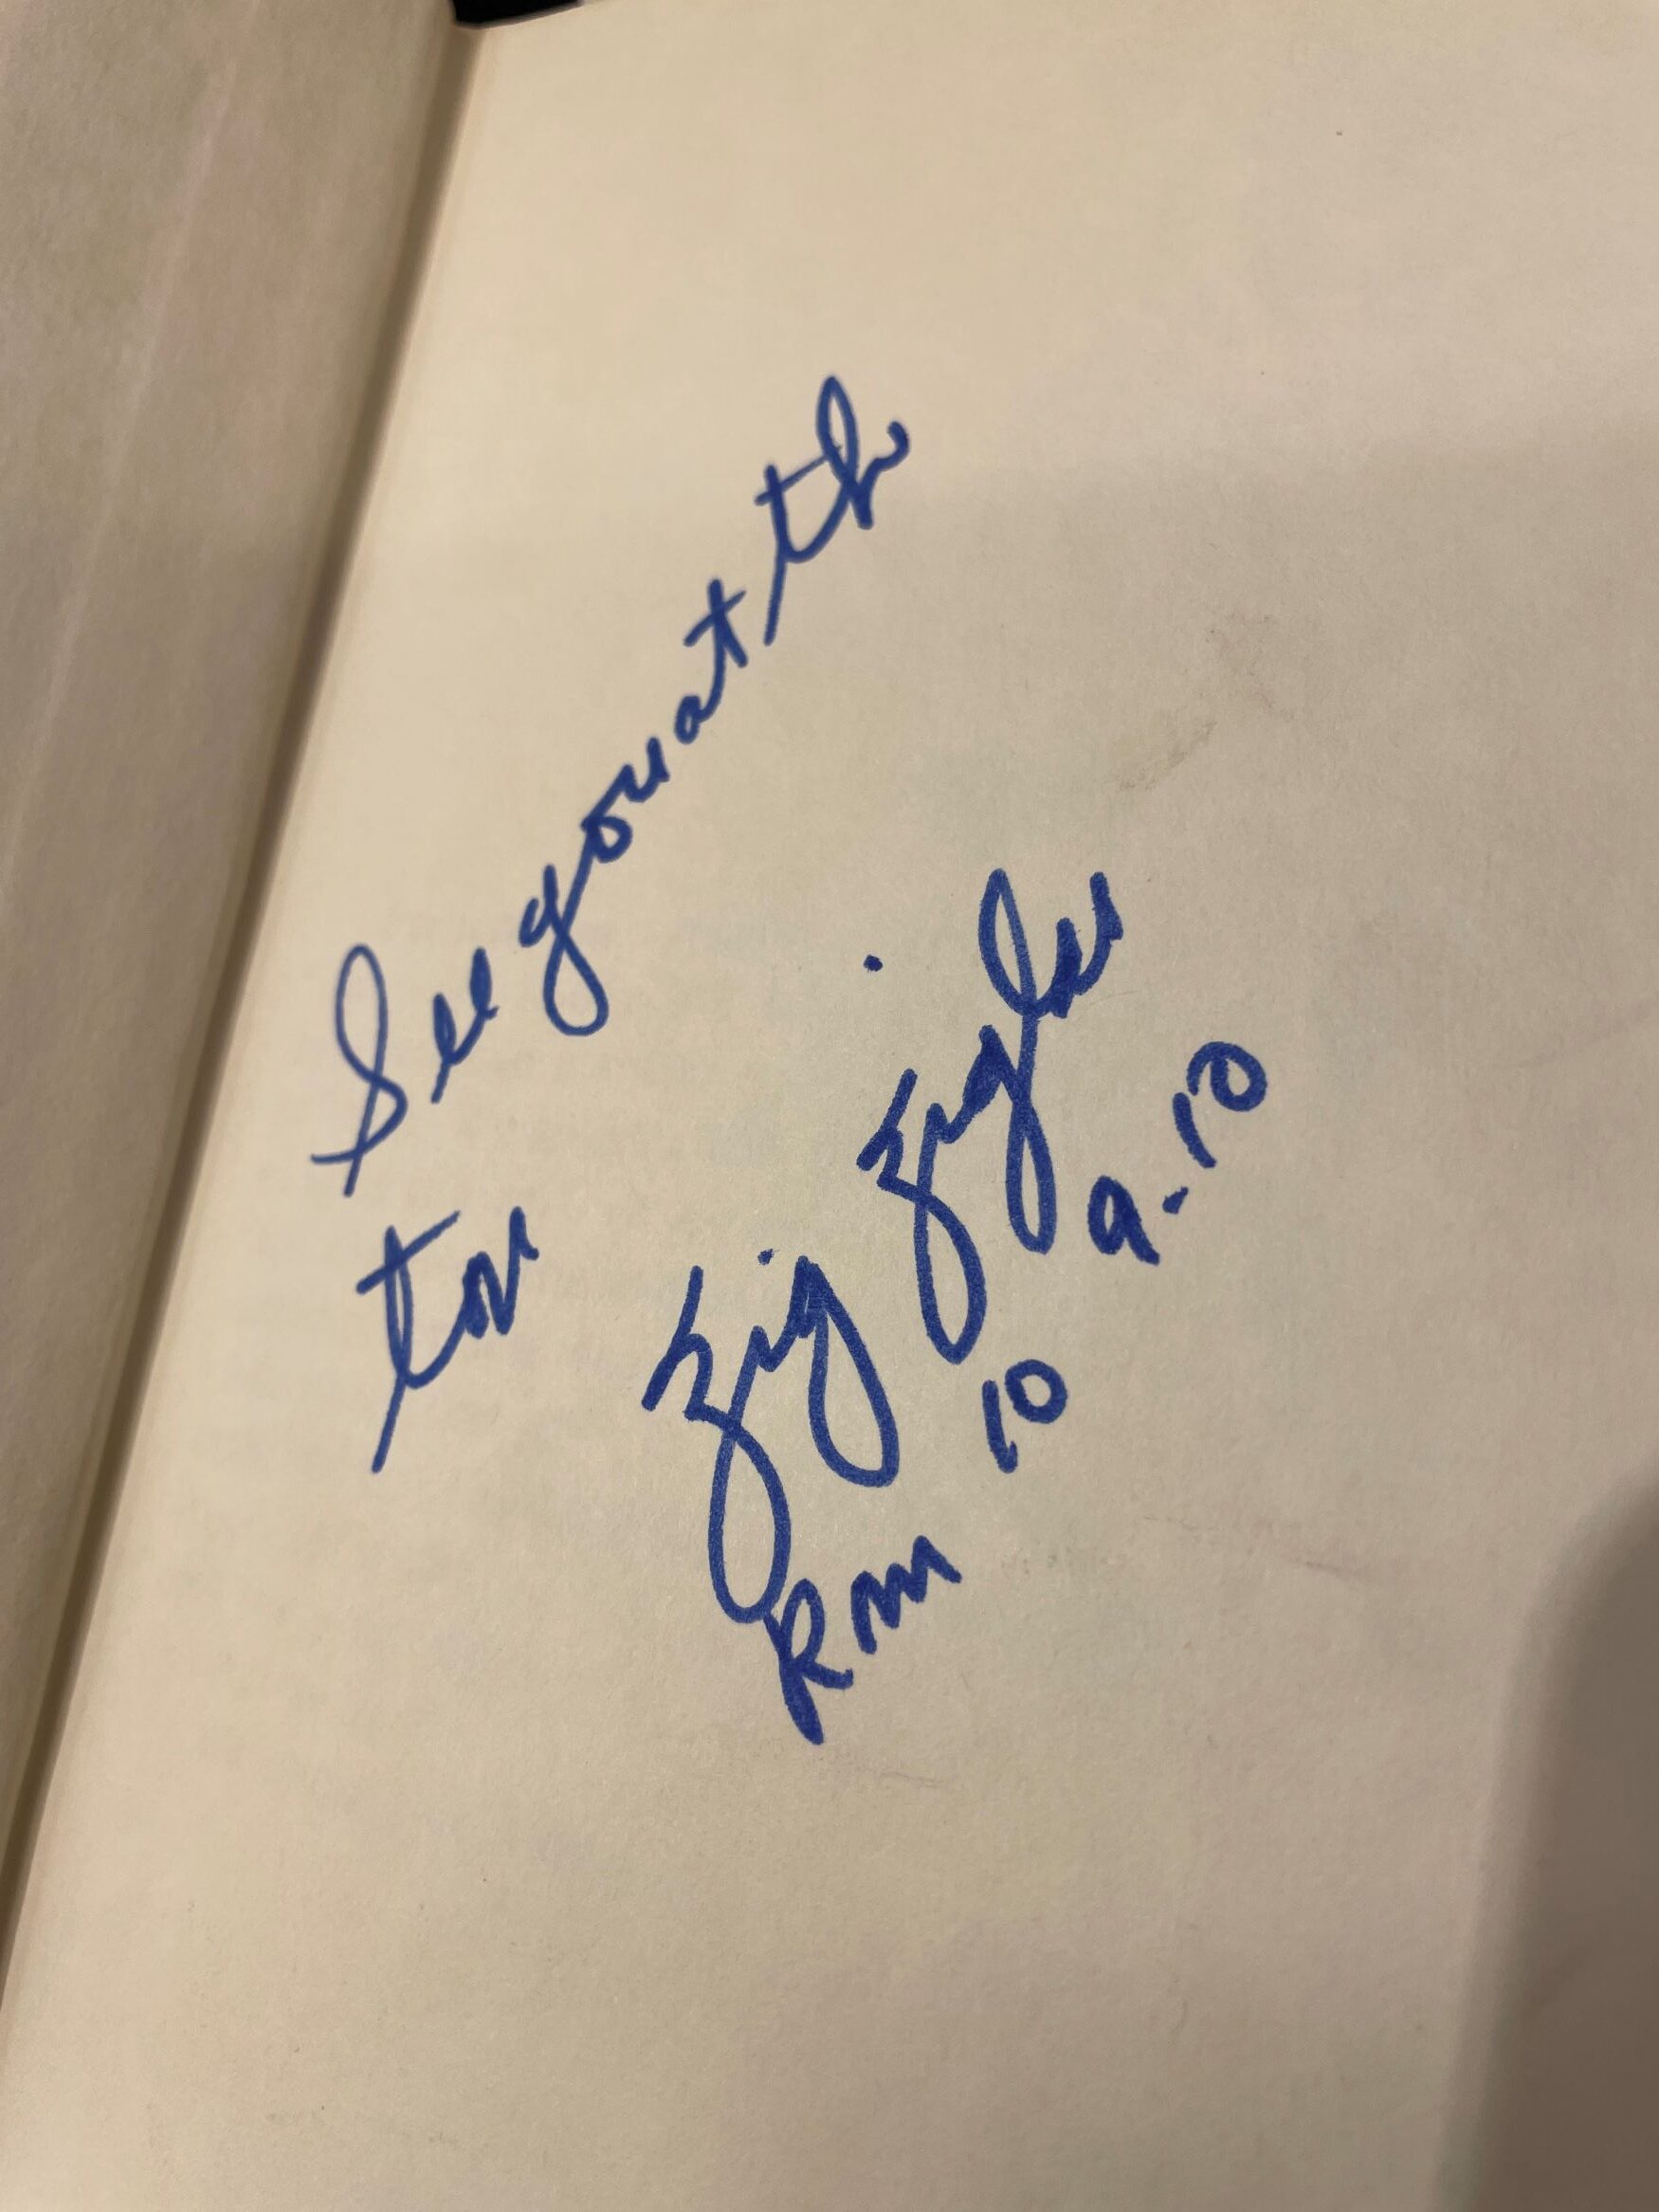 See you at the
top
Zig Ziglar
Rm 10 9-10